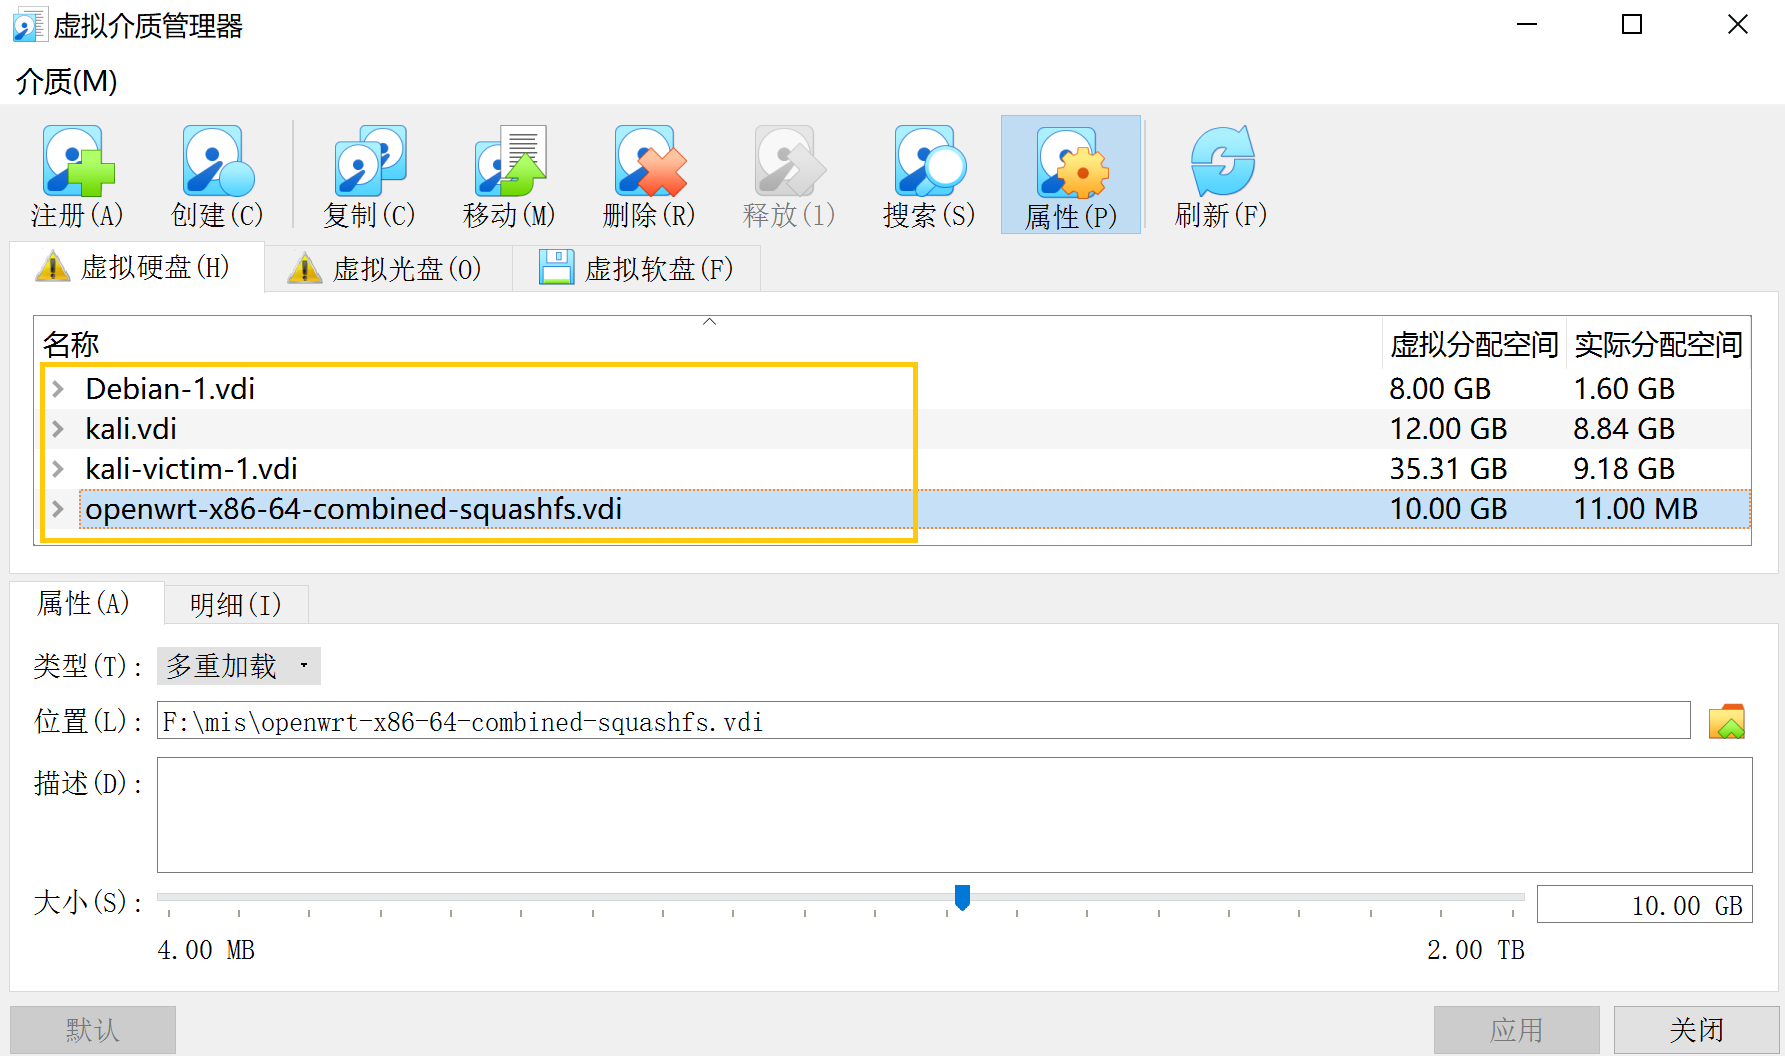 虚拟介质管理器
介质(M)
注册(A) 创建(C) 复制(C) 移动(M) 删除(R) 释放(l) 搜索(S) 属性(P) 刷新(F)
虚拟硬盘(H) 虚拟光盘(O) 虚拟软盘(F)
名称 虚拟分配空间 实际分配空间
Debian-1.vdi 8.00 GB 1.60 GB
kali.vdi 12.00 GB 8.84 GB
kali-victim-1.vdi 35.31 GB 9.18 GB
openwrt-x86-64-combined-squashfs.vdi 10.00 GB 11.00 MB
属性(A) 明细(I)
类型(T): 多重加载
位置(L): F:\mis\openwrt-x86-64-combined-squashfs.vdi
描述(D):
大小(S): 10.00 GB
4.00 MB 2.00 TB
默认 应用 关闭